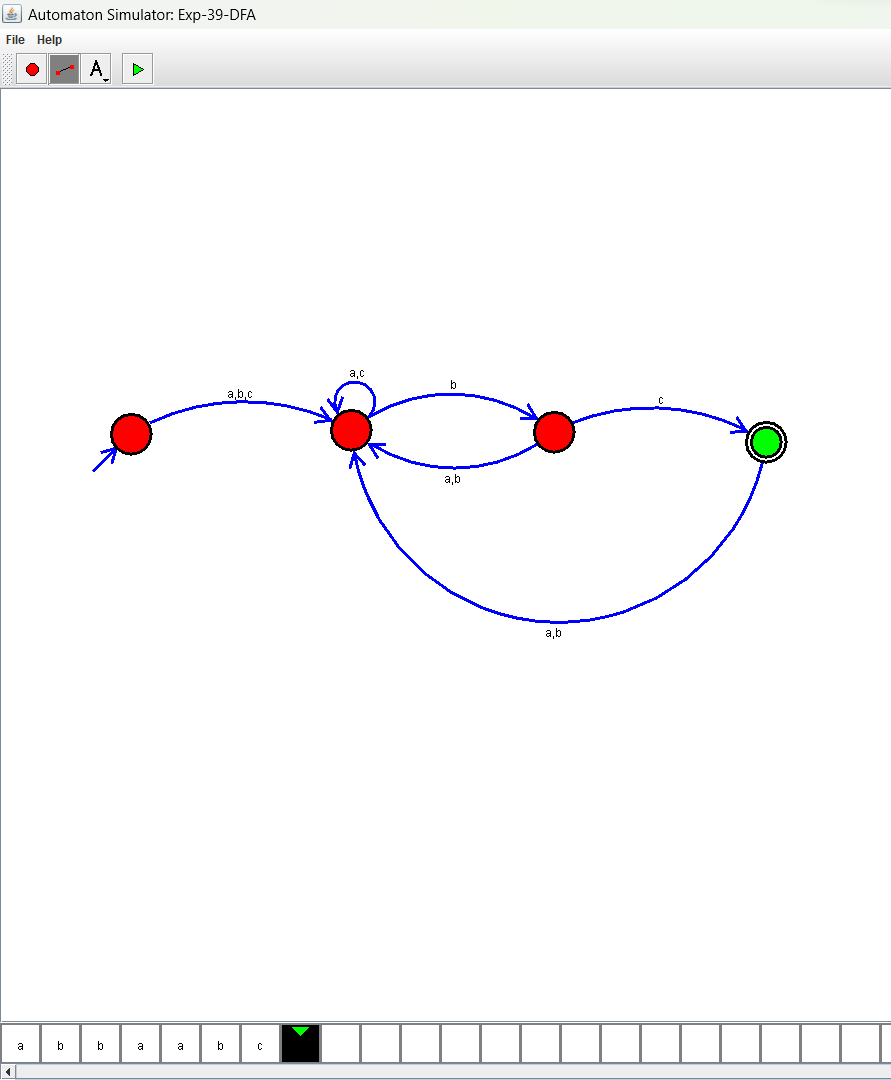 Automaton Simulator: Exp-39-DFA
File Help
A
a,c
b
a,b,c
c
a,b
a,b
a b b a a b c